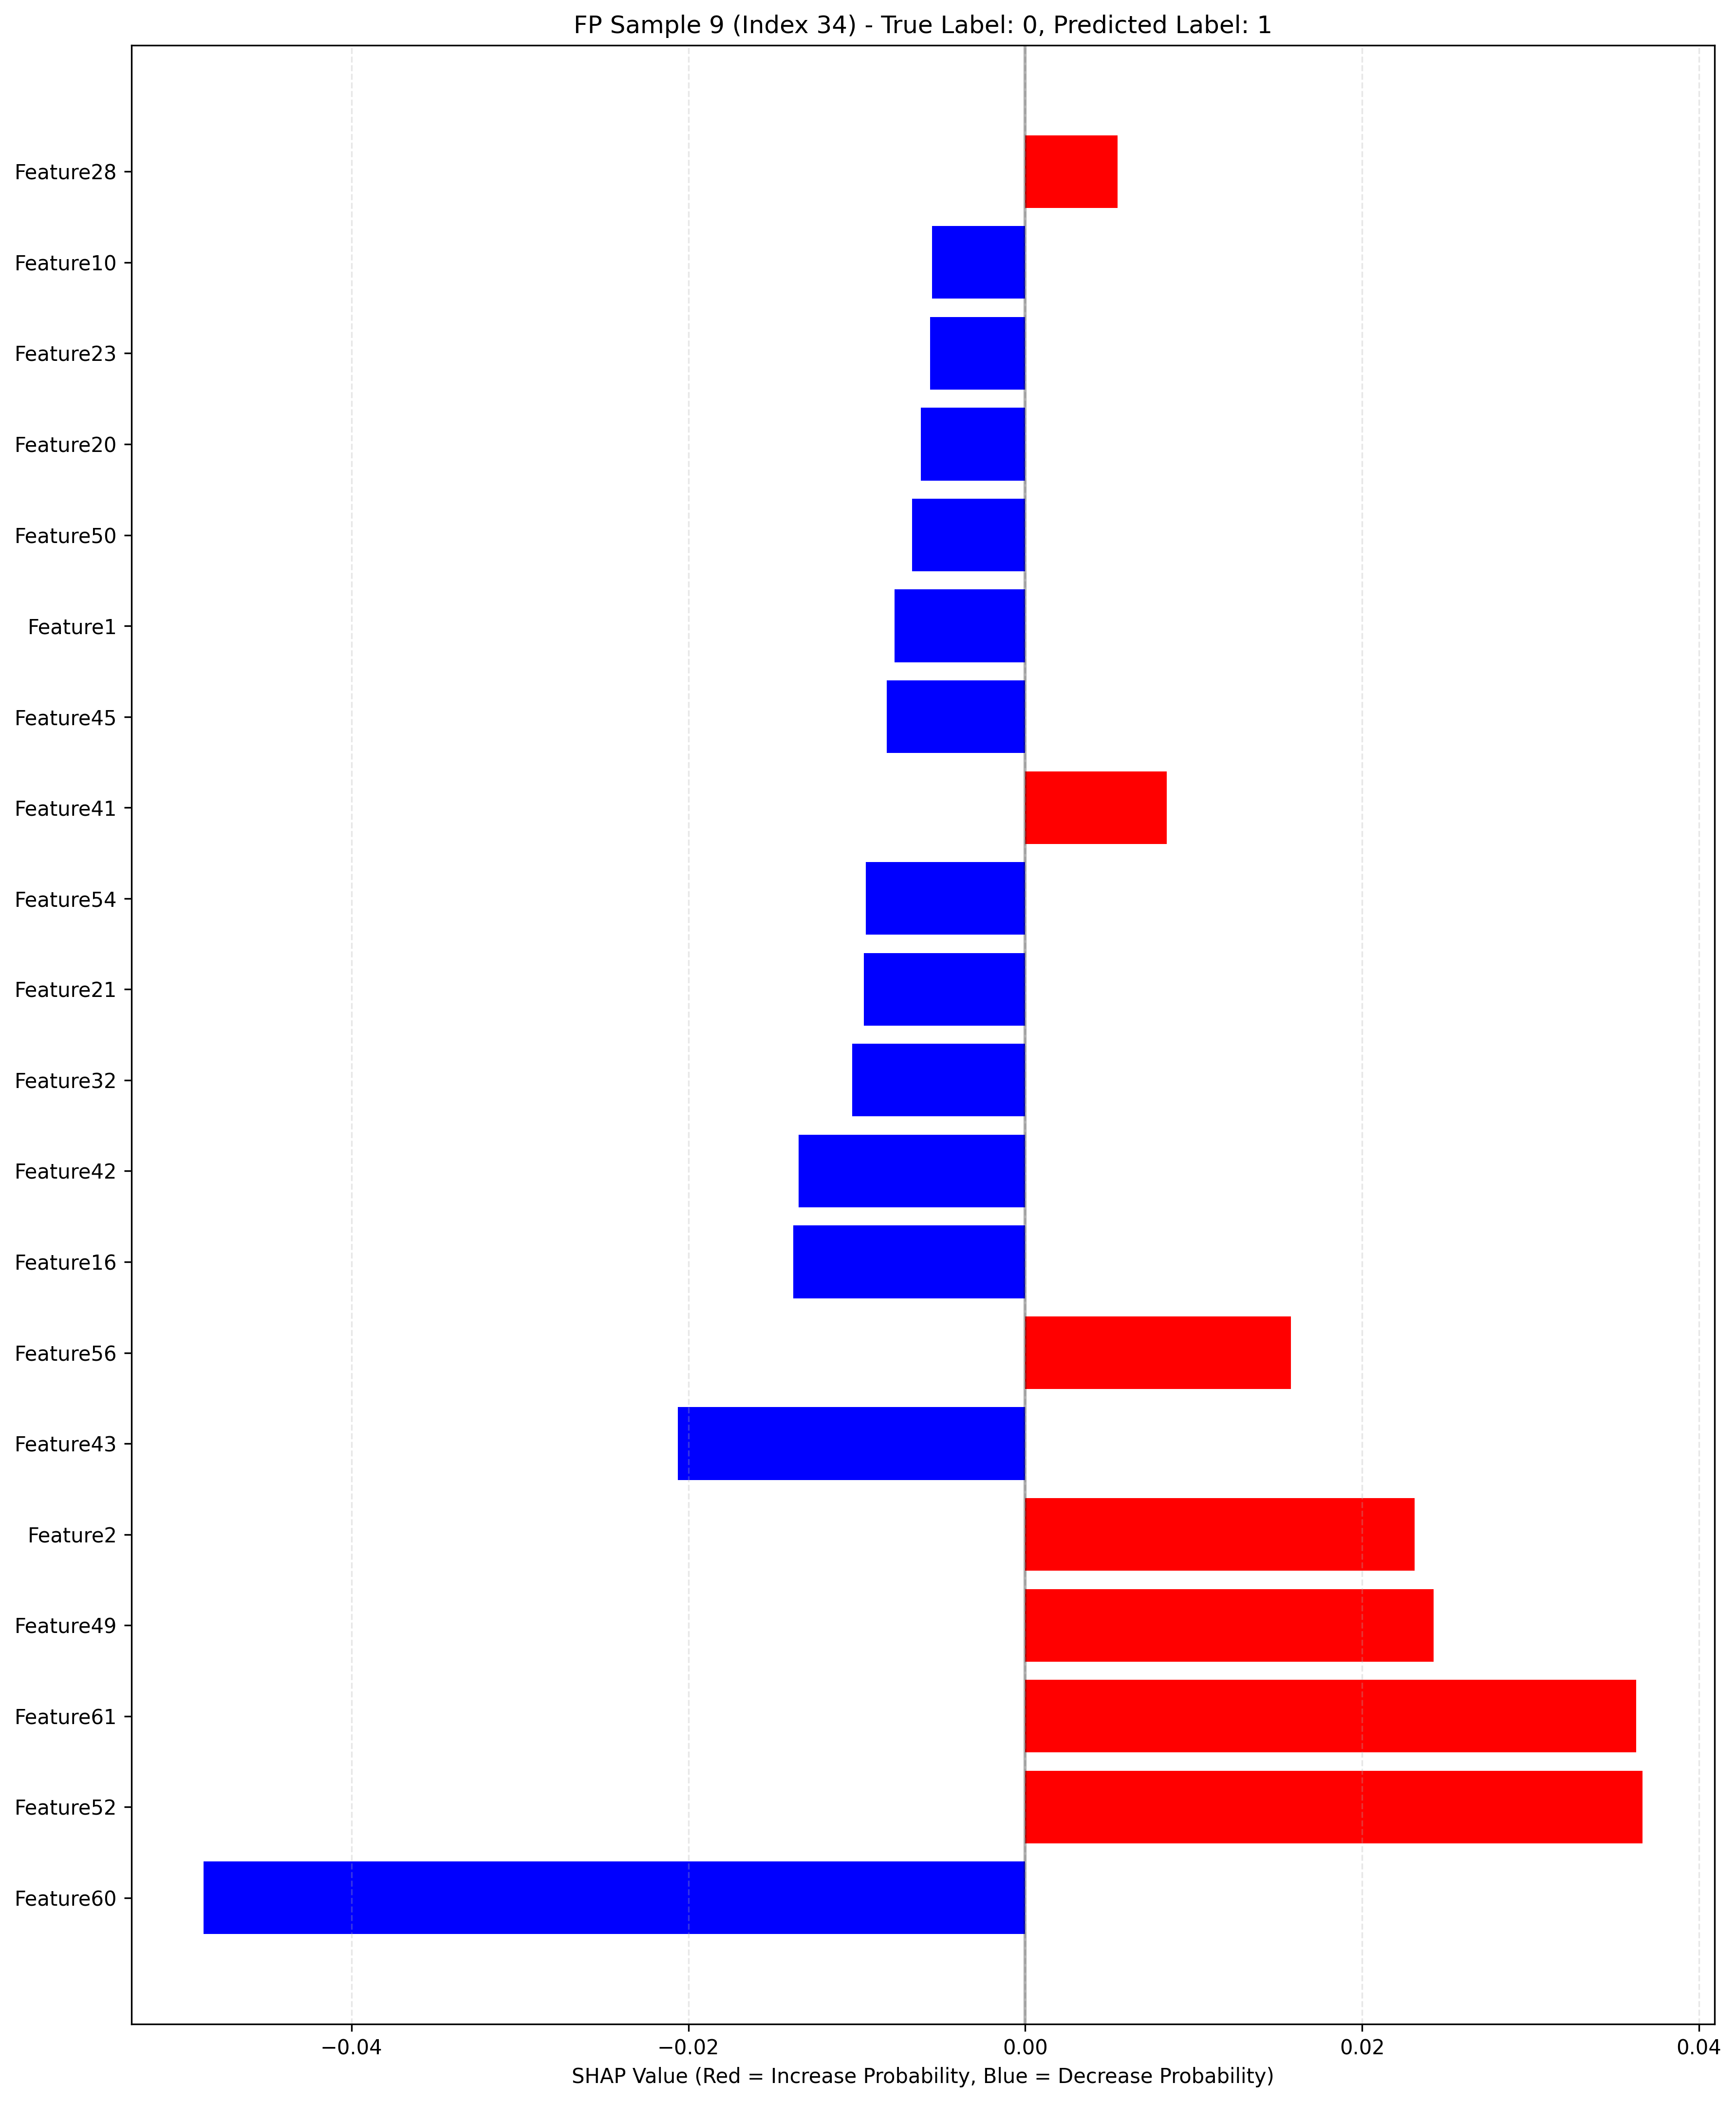 FP Sample 9 (Index 34) - True Label: 0, Predicted Label: 1
Feature28
Feature10
Feature23
Feature20
Feature50
Feature1
Feature45
Feature41
Feature54
Feature21
Feature32
Feature42
Feature16
Feature56
Feature43
Feature2
Feature49
Feature61
Feature52
Feature60
−0.04 −0.02 0.00 0.02 0.04
SHAP Value (Red = Increase Probability, Blue = Decrease Probability)